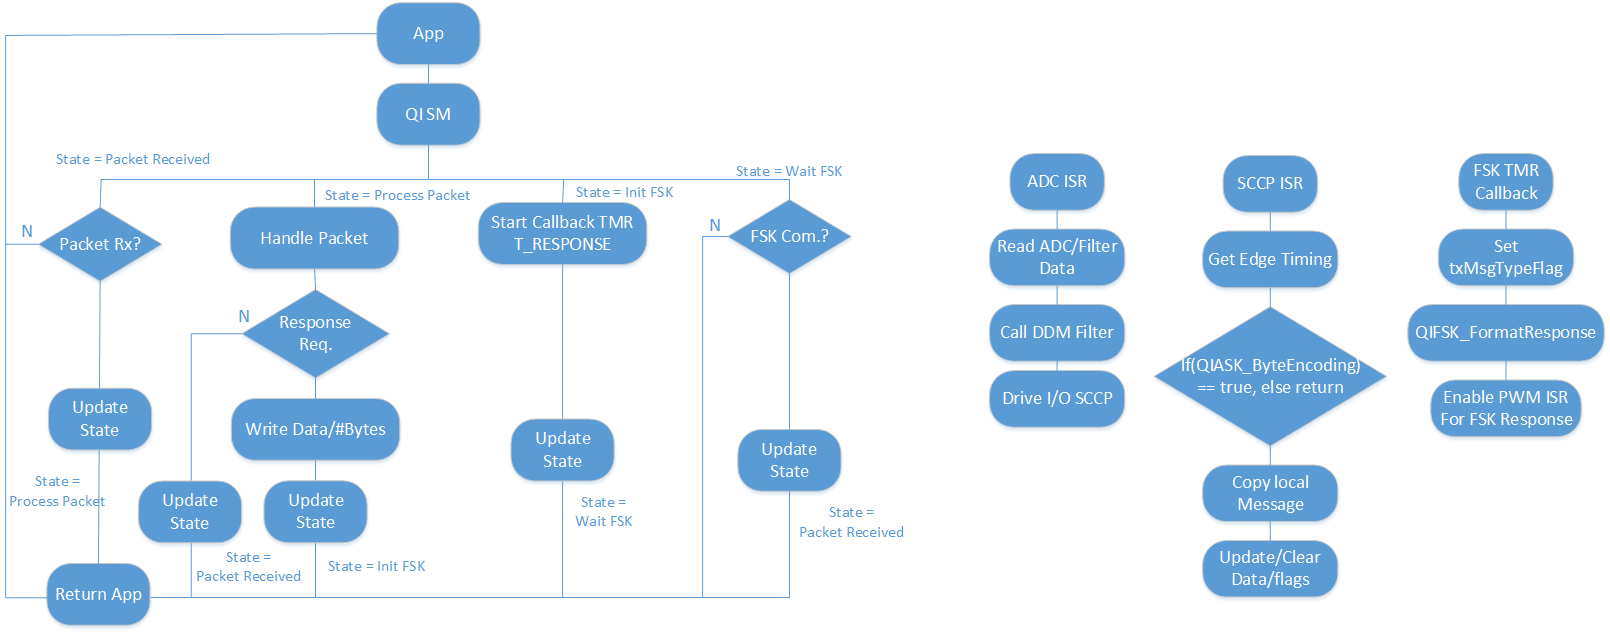 App
QI SM
State = Packet Received
State = Process Packet
State = Init FSK
State = Wait FSK
N
Packet Rx?
Handle Packet
Start Callback TMR
T_RESPONSE
N
FSK Com.?
N
Response
Req.
Update
State
Write Data/#Bytes
Update
State
Update
State
State =
Process Packet
Update
State
Update
State
State =
Wait FSK
State =
Packet Received
State =
Packet Received
State = Init FSK
Return App
ADC ISR
Read ADC/Filter
Data
Call DDM Filter
Drive I/O SCCP
SCCP ISR
Get Edge Timing
If(QIASK_ByteEncoding)
== true, else return
Copy local
Message
Update/Clear
Data/flags
FSK TMR
Callback
Set
txMsgTypeFlag
QIFSK_FormatResponse
Enable PWM ISR
For FSK Response